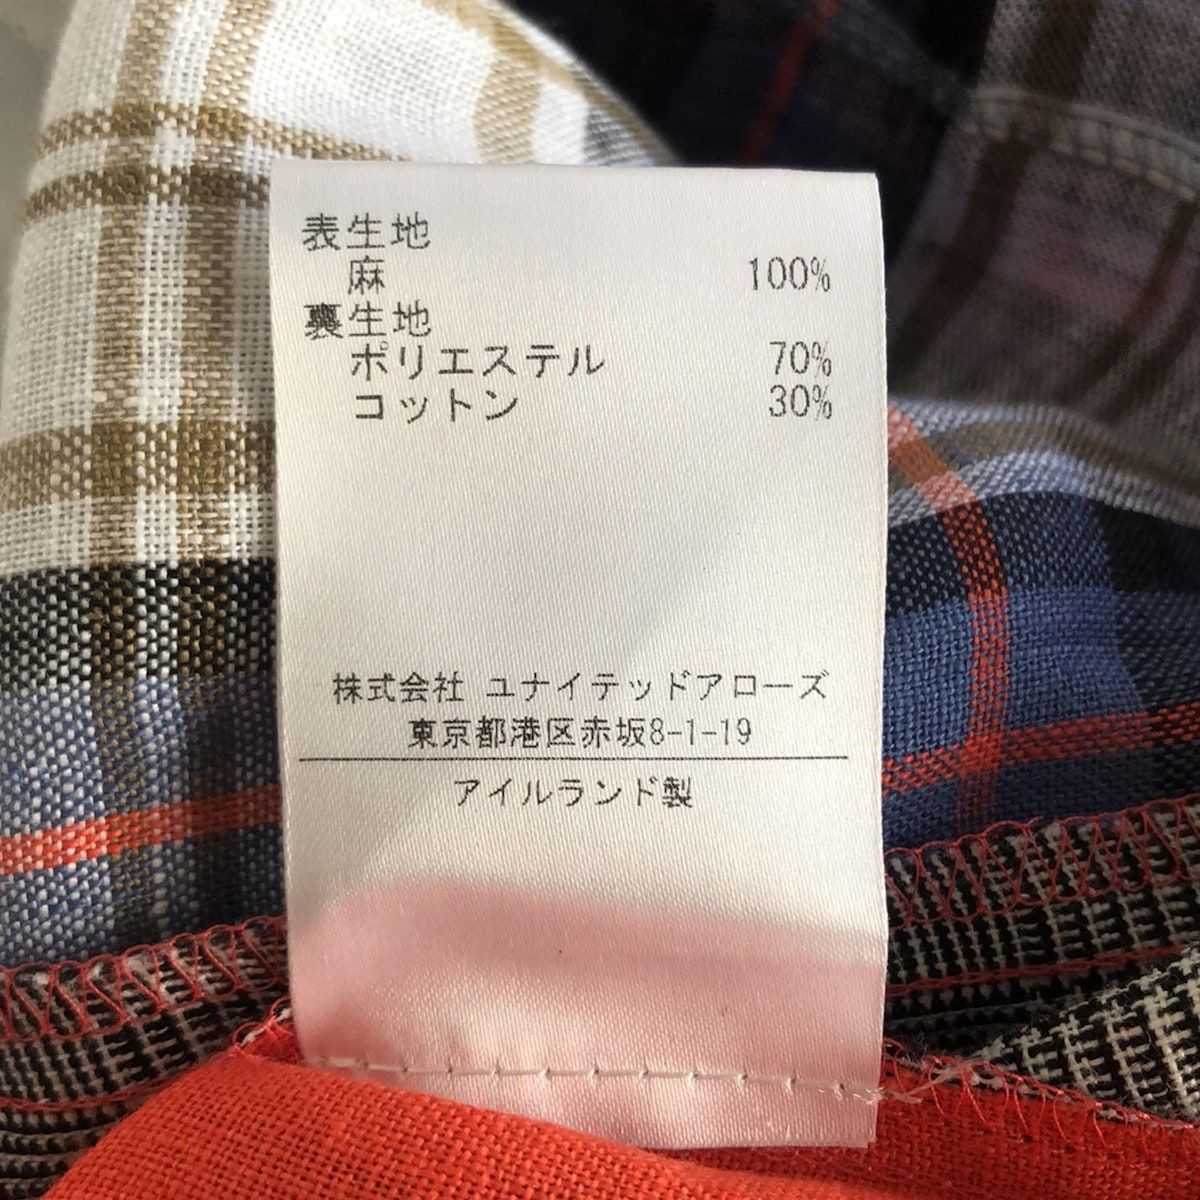 表生地
麻 100%
裏生地
ポリエステル 70%
コットン 30%
株式会社 ユナイテッドアローズ
東京都港区赤坂8-1-19
アイルランド製